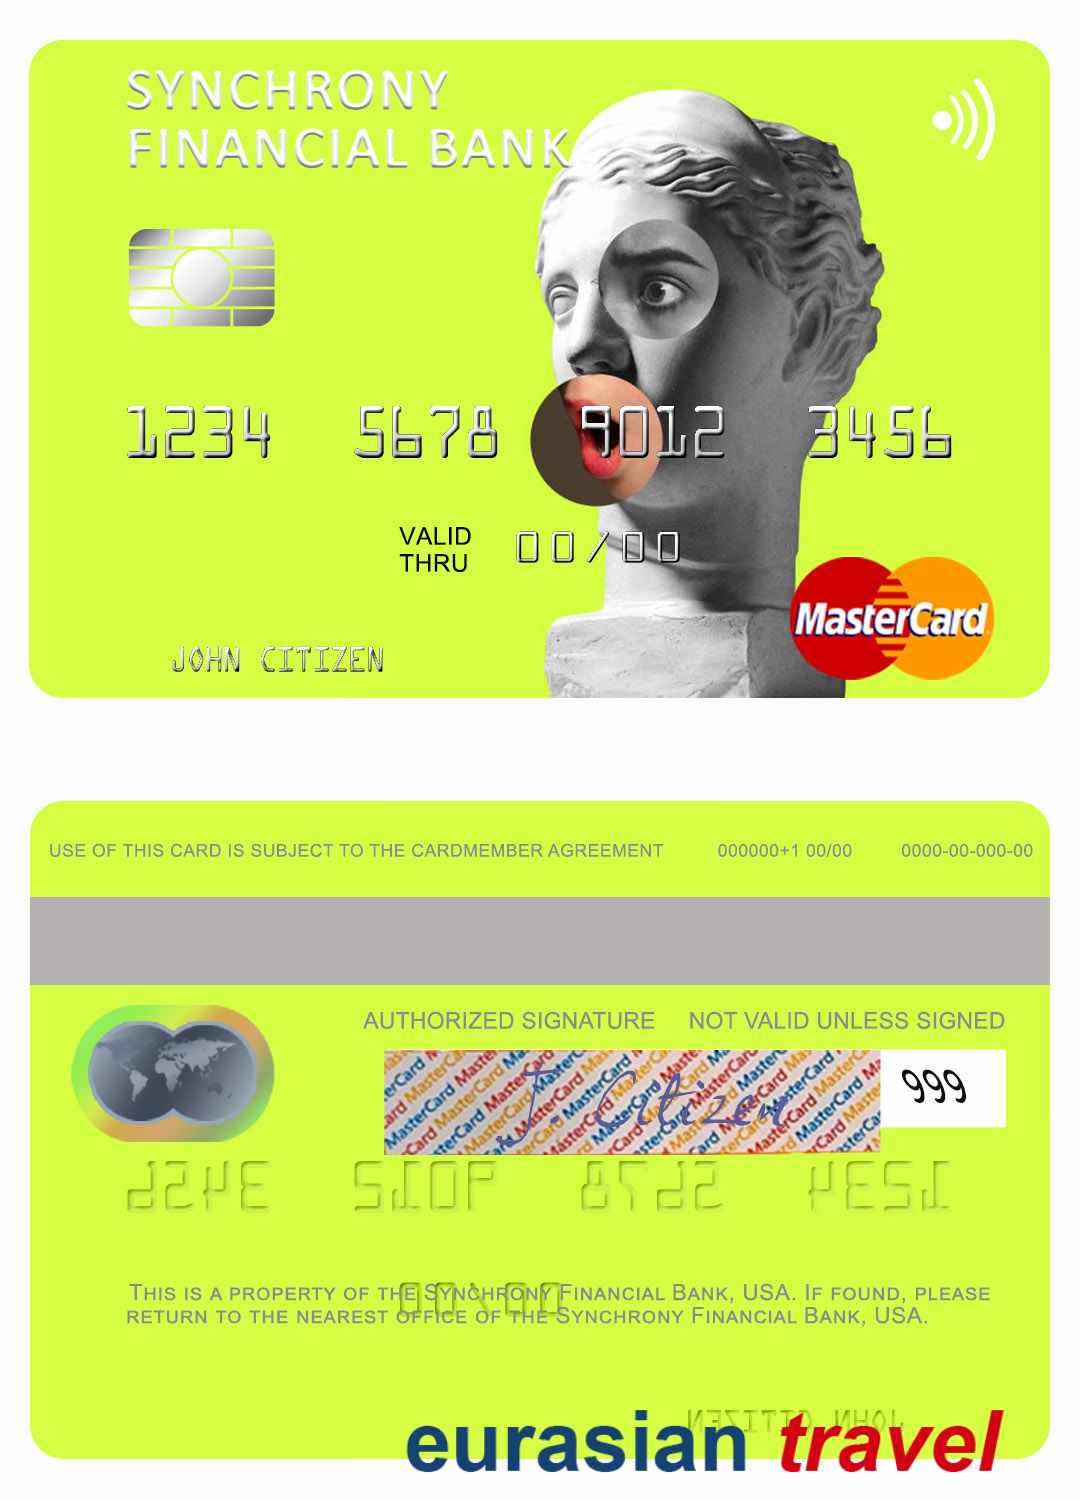 SYNCHRONY
FINANCIAL BANK
1234 5678 9012 3456
VALID
THRU
00/00
JOHN CITIZEN
MasterCard
USE OF THIS CARD IS SUBJECT TO THE CARDMEMBER AGREEMENT 000000+1 00/00 0000-00-000-00
AUTHORIZED SIGNATURE NOT VALID UNLESS SIGNED
J. Citizen
999
THIS IS A PROPERTY OF THE SYNCHRONY FINANCIAL BANK, USA. IF FOUND, PLEASE
RETURN TO THE NEAREST OFFICE OF THE SYNCHRONY FINANCIAL BANK, USA.
eurasian travel